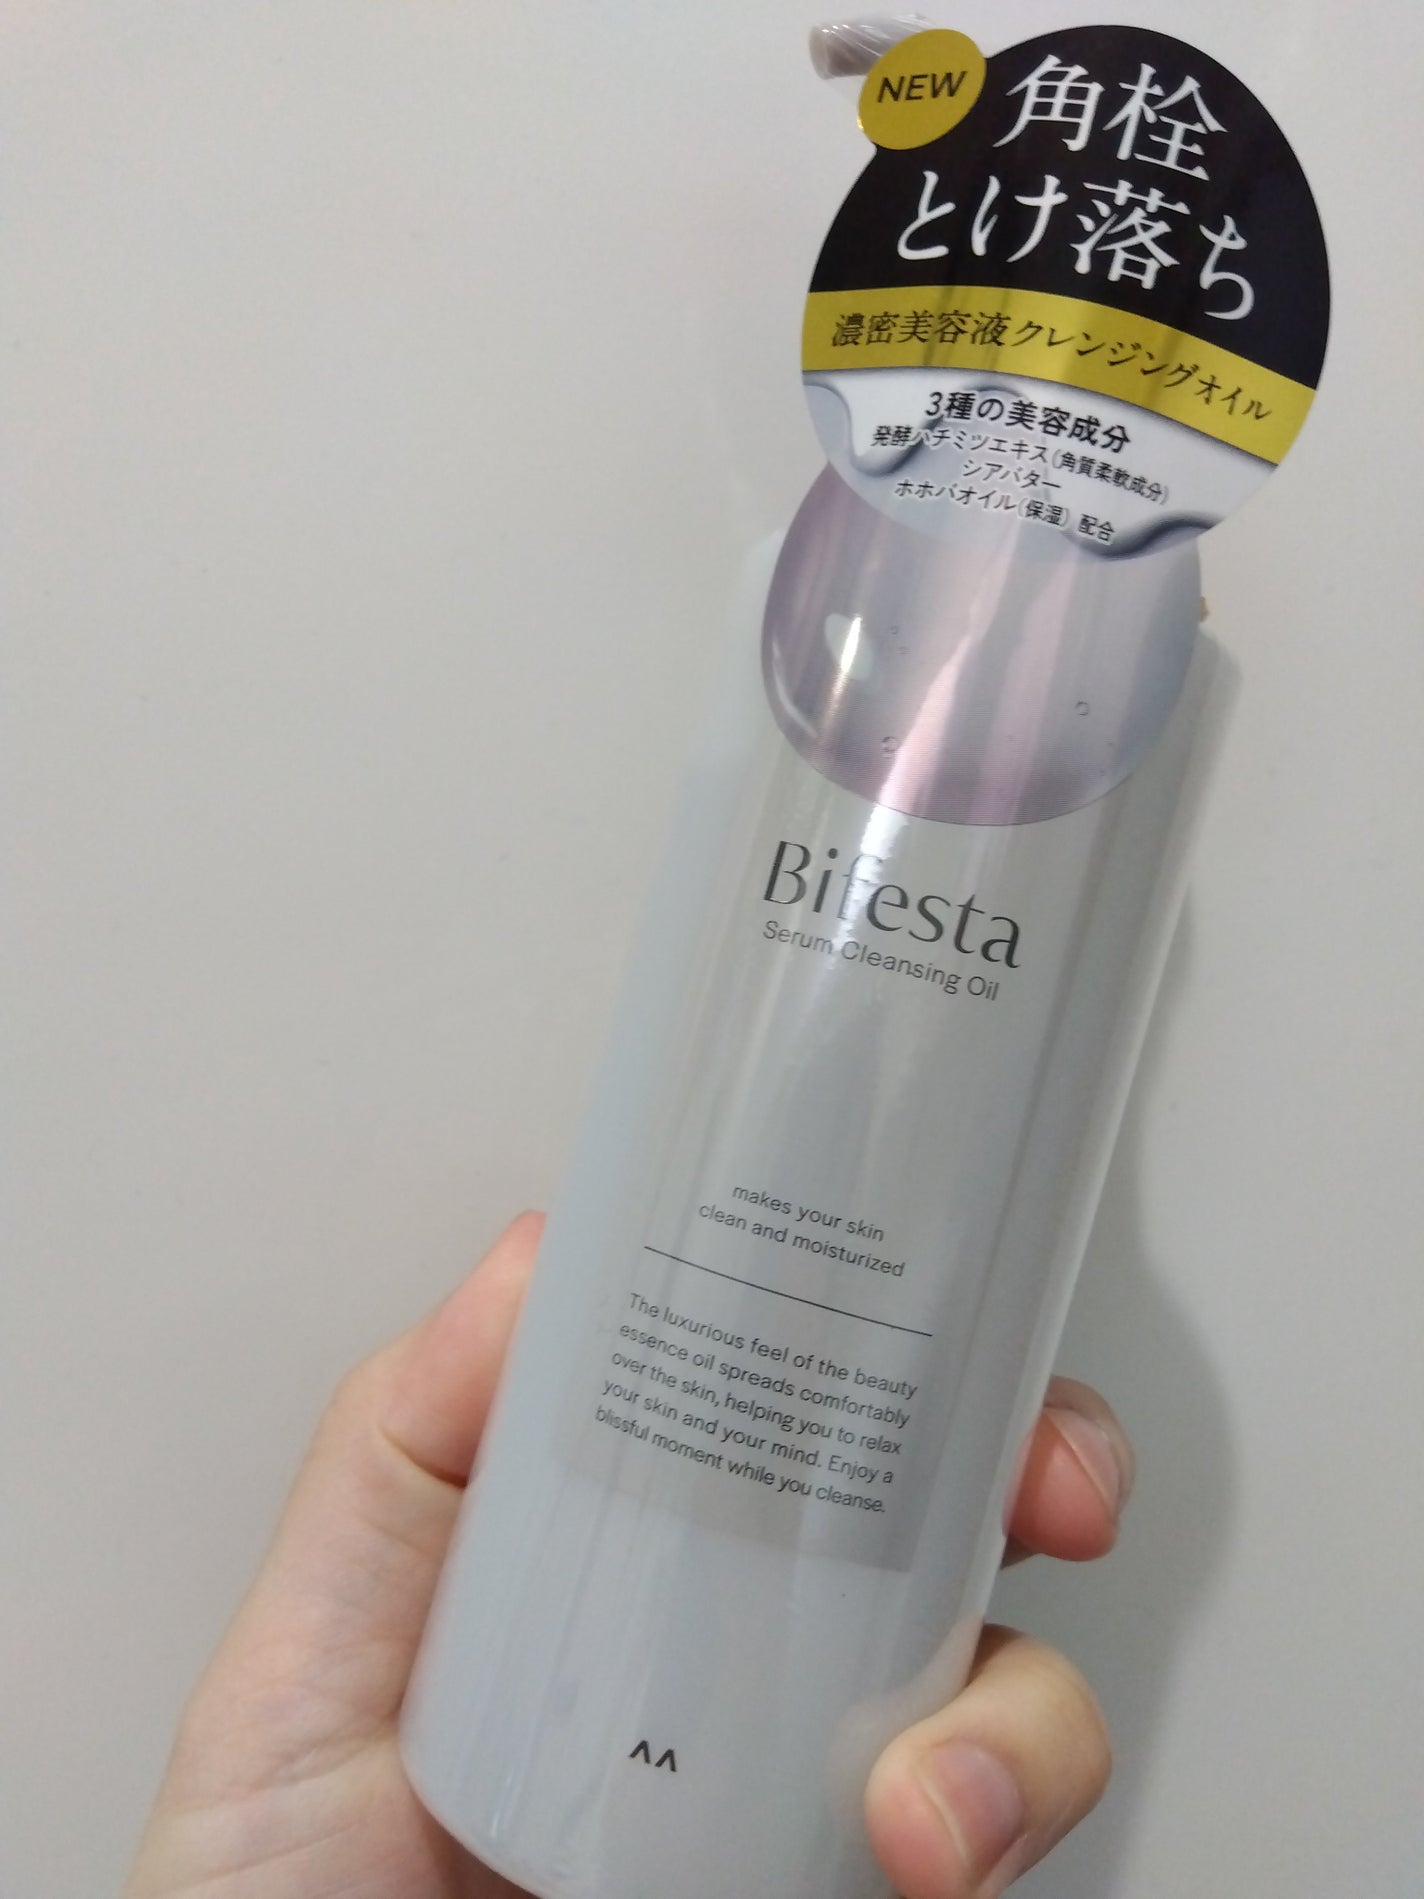 NEW
角栓
とけ落ち
濃密美容液クレンジングオイル
3種の美容成分
発酵ハチミツエキス(角質柔軟成分)
シアバター
ホホバオイル(保湿) 配合
Bifesta
Serum Cleansing Oil
makes your skin
clean and moisturized
The luxurious feel of the beauty
essence oil spreads comfortably
over the skin, helping you to relax
your skin and your mind. Enjoy a
blissful moment while you cleanse.